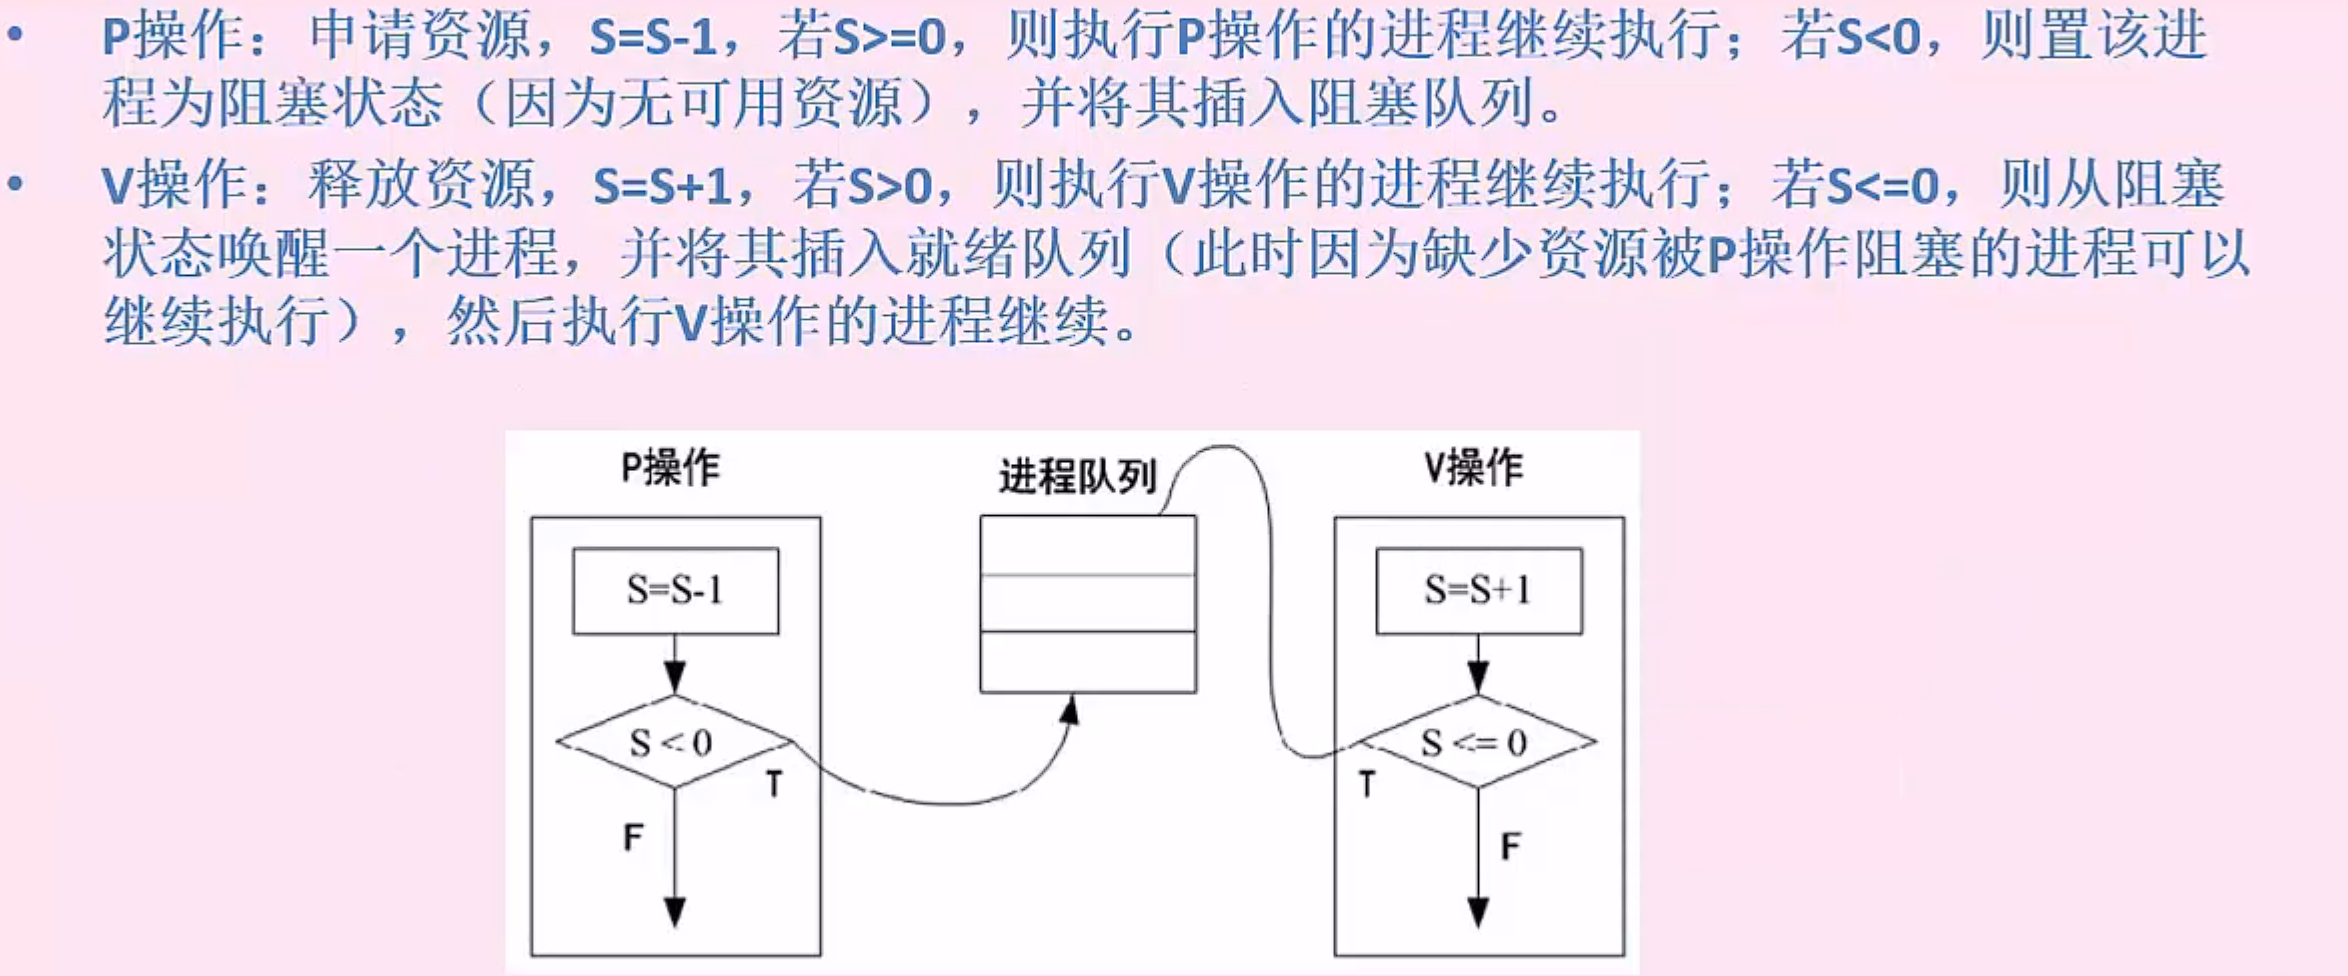 • P操作：申请资源，S=S-1，若S>=0，则执行P操作的进程继续执行；若S<0，则置该进
程为阻塞状态（因为无可用资源），并将其插入阻塞队列。
• V操作：释放资源，S=S+1，若S>0，则执行V操作的进程继续执行；若S<=0，则从阻塞
状态唤醒一个进程，并将其插入就绪队列（此时因为缺少资源被P操作阻塞的进程可以
继续执行），然后执行V操作的进程继续。
P操作
进程队列
V操作
S=S-1
S=S+1
S < 0
S <= 0
T
T
F
F